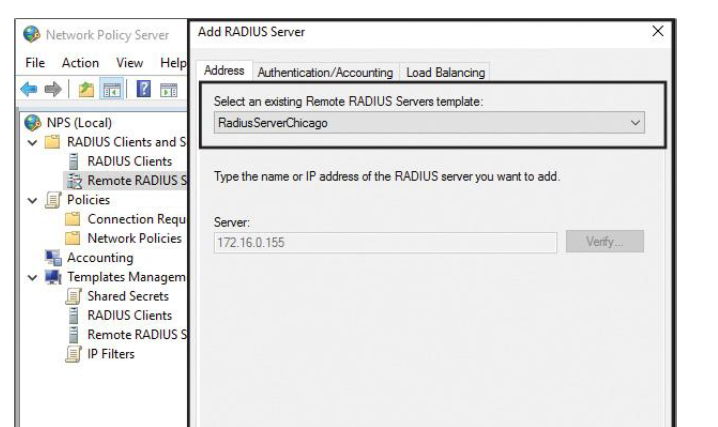 Network Policy Server
File Action View Help
NPS (Local)
RADIUS Clients and S
RADIUS Clients
Remote RADIUS S
Policies
Connection Requ
Network Policies
Accounting
Templates Managem
Shared Secrets
RADIUS Clients
Remote RADIUS S
IP Filters
Add RADIUS Server
Address Authentication/Accounting Load Balancing
Select an existing Remote RADIUS Servers template:
RadiusServerChicago
Type the name or IP address of the RADIUS server you want to add.
Server:
172.16.0.155 Verify...